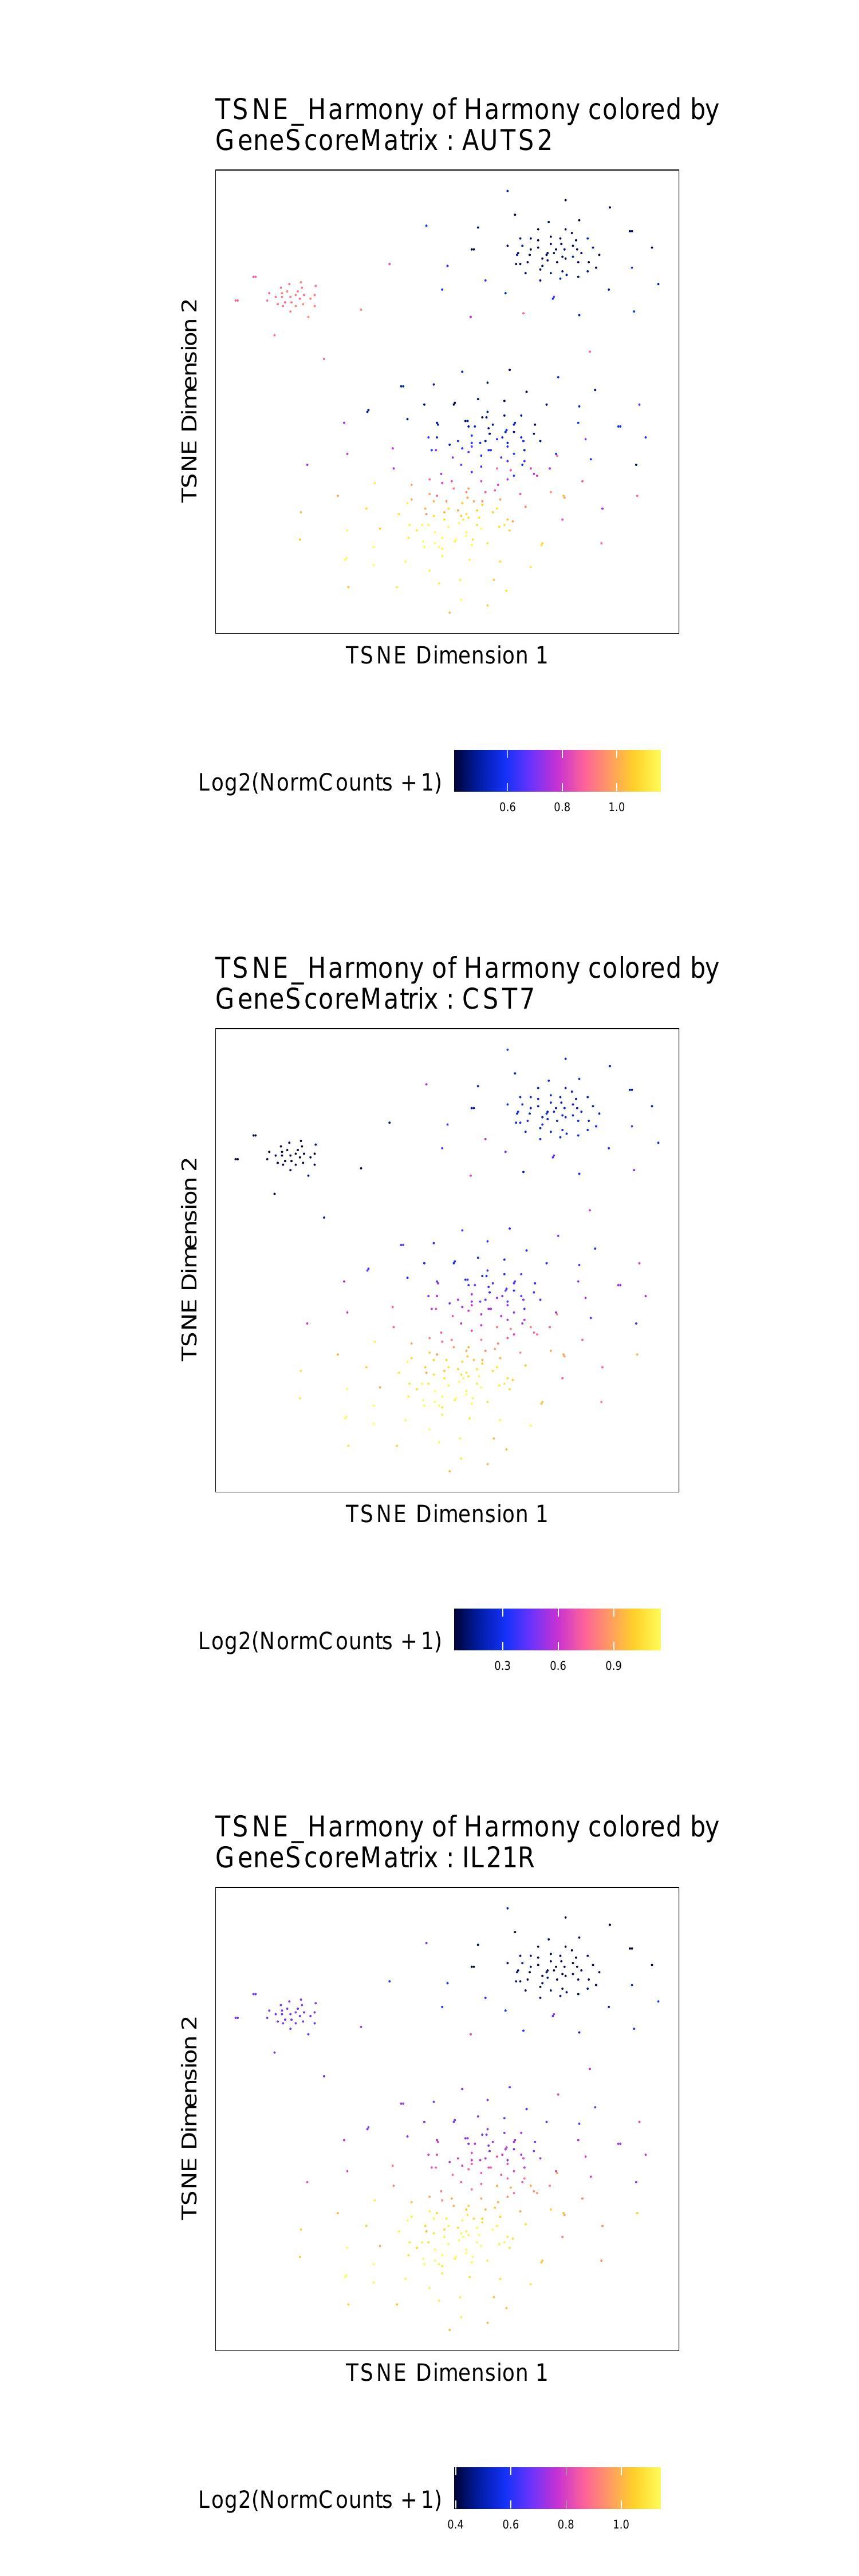 TSNE_Harmony of Harmony colored by
GeneScoreMatrix : AUTS2
TSNE Dimension 2
TSNE Dimension 1
Log2(NormCounts +1)
0.6 0.8 1.0
TSNE_Harmony of Harmony colored by
GeneScoreMatrix : CST7
TSNE Dimension 2
TSNE Dimension 1
Log2(NormCounts +1)
0.3 0.6 0.9
TSNE_Harmony of Harmony colored by
GeneScoreMatrix : IL21R
TSNE Dimension 2
TSNE Dimension 1
Log2(NormCounts +1)
0.4 0.6 0.8 1.0